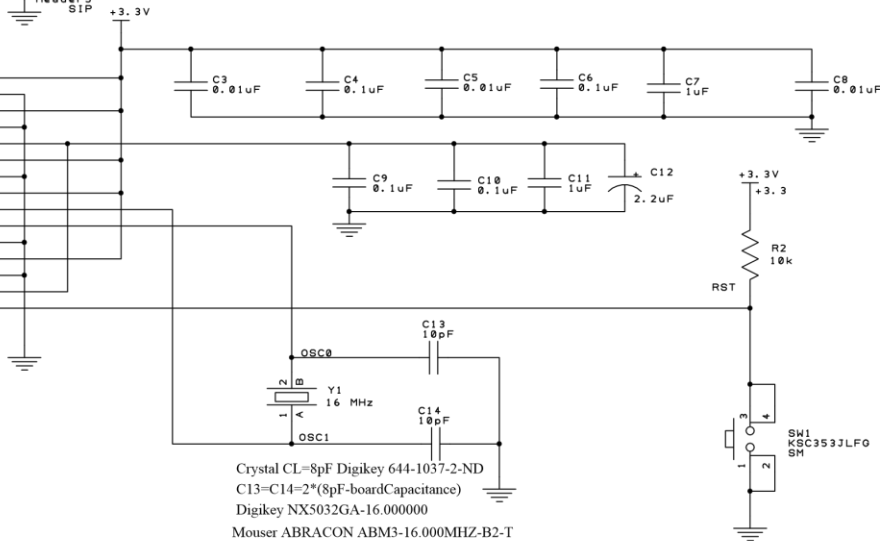 SIP
+3.3V
C3
0.01uF
C4
0.1uF
C5
0.01uF
C6
0.1uF
C7
1uF
C8
0.01uF
C9
0.1uF
C10
0.1uF
C11
1uF
+
C12
2.2uF
+3.3V
+3.3
R2
10k
RST
C13
10pF
OSC0
2 B
Y1
16 MHz
1 A
C14
10pF
OSC1
3 4
SW1
KSC353JLFG
SM
1 2
Crystal CL=8pF Digikey 644-1037-2-ND
C13=C14=2*(8pF-boardCapacitance)
Digikey NX5032GA-16.000000
Mouser ABRACON ABM3-16.000MHZ-B2-T